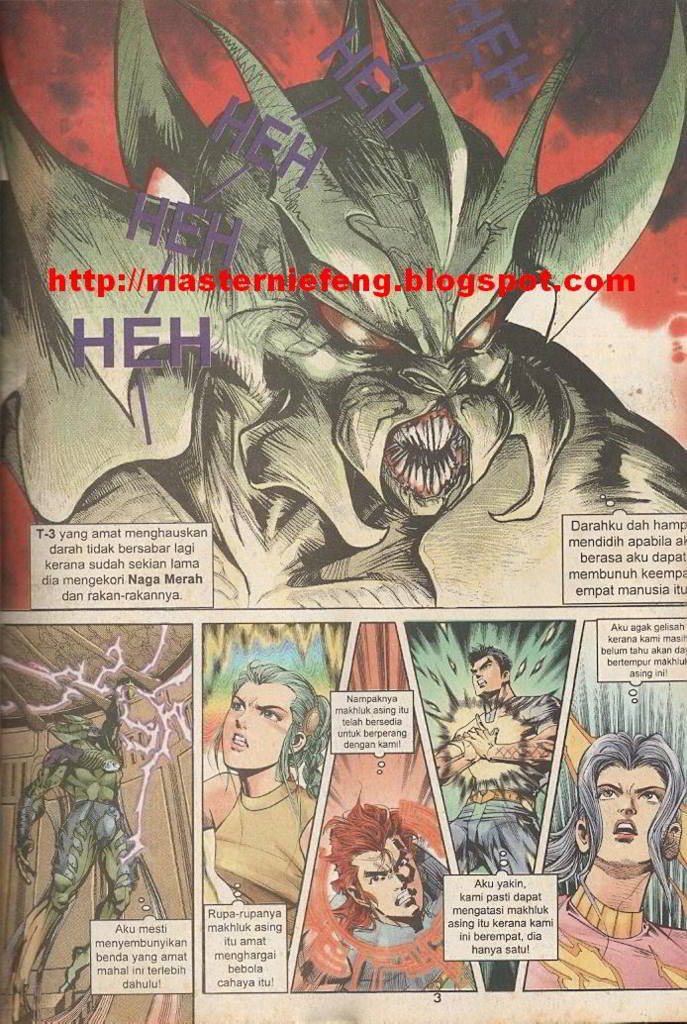 HEH
HEH
HEH
HEH
HEH
http://masterniefeng.blogspot.com
T-3 yang amat menghauskan
darah tidak bersabar lagi
kerana sudah sekian lama
dia mengekori Naga Merah
dan rakan-rakannya.
Darahku dah hamp
mendidih apabila ak
berasa aku dapat
membunuh keempa
empat manusia itu
Aku mesti
menyembunyikan
benda yang amat
mahal ini terlebih
dahulu!
Rupa-rupanya
makhluk asing
itu amat
menghargai
bebola
cahaya itu!
Nampaknya
makhluk asing itu
telah bersedia
untuk berperang
dengan kami!
Aku yakin,
kami pasti dapat
mengatasi makhluk
asing itu kerana kami
ini berempat, dia
hanya satu!
Aku agak gelisah
kerana kami masih
belum tahu akan day
bertempur makhluk
asing ini!
3